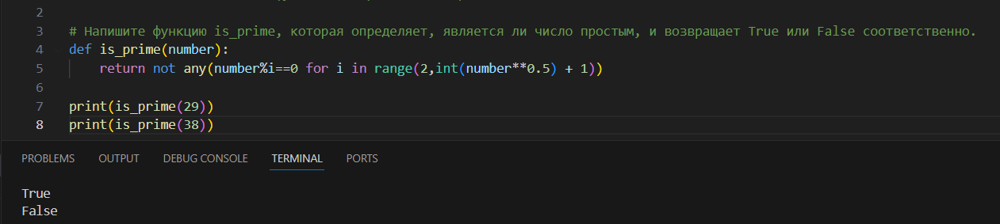 2
3 # Напишите функцию is_prime, которая определяет, является ли число простым, и возвращает True или False соответственно.
4 def is_prime(number):
5 return not any(number%i==0 for i in range(2,int(number**0.5) + 1))
6
7 print(is_prime(29))
8 print(is_prime(38))
PROBLEMS OUTPUT DEBUG CONSOLE TERMINAL PORTS
True
False